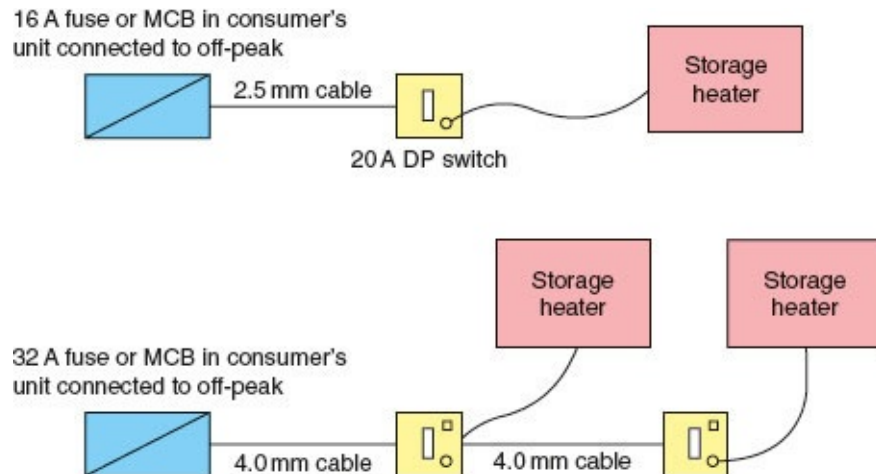 16 A fuse or MCB in consumer's
unit connected to off-peak
2.5 mm cable
20 A DP switch
Storage
heater
Storage
heater
Storage
heater
32 A fuse or MCB in consumer's
unit connected to off-peak
4.0 mm cable
4.0 mm cable